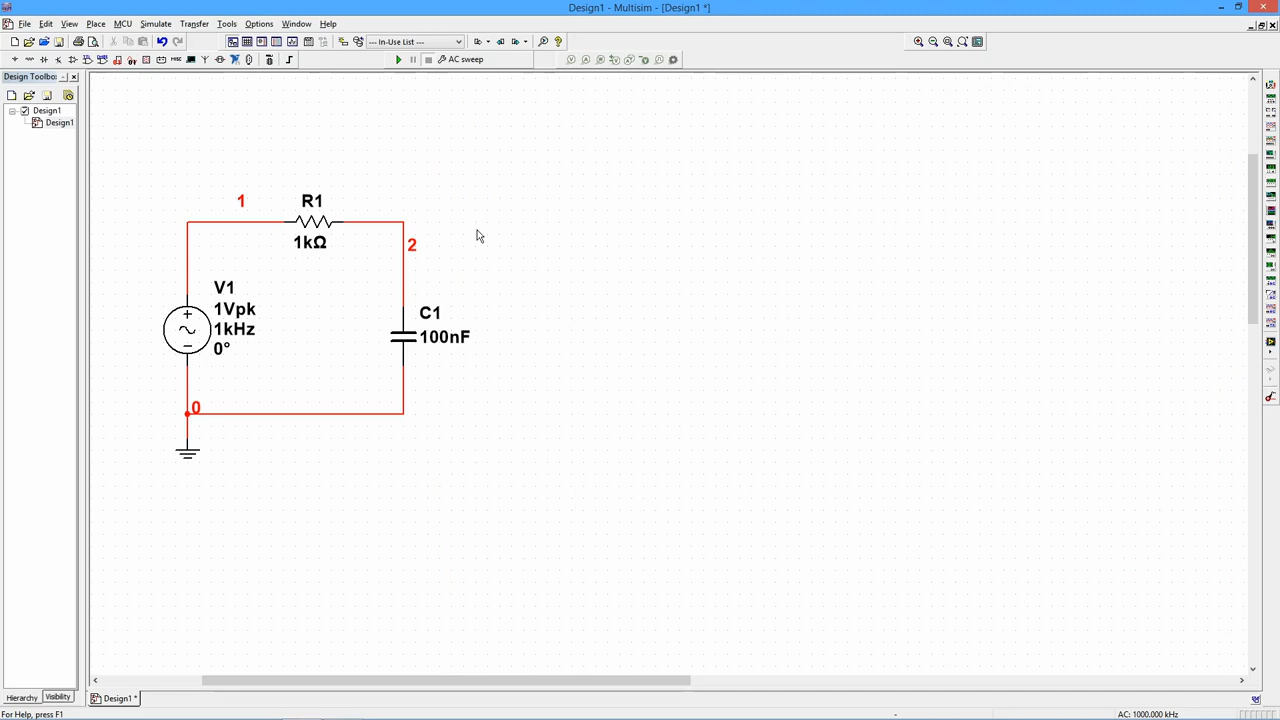 Design1 - Multisim - [Design1 *]
File Edit View Place MCU Simulate Transfer Tools Options Window Help
--- In-Use List ---
AC sweep
Design Toolbo:
Design1
Design1
1
R1
1kΩ
2
V1
1Vpk
1kHz
0°
C1
100nF
0
Hierarchy Visibility
Design1 *
For Help, press F1
-
AC: 1000.000 kHz